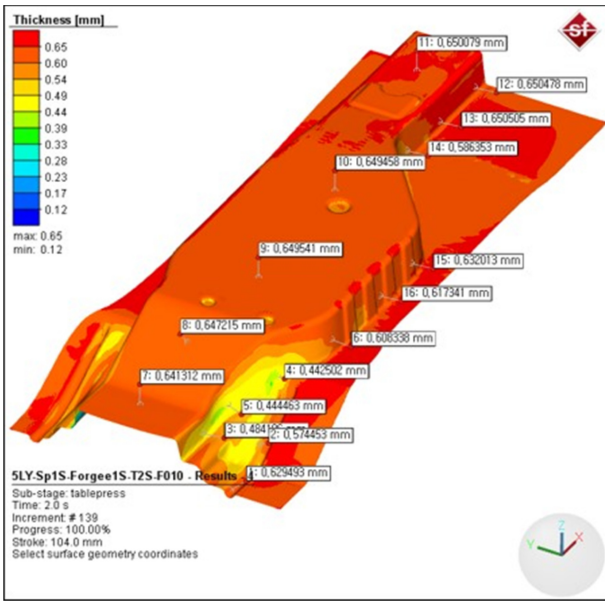 Thickness [mm]
0.65
0.60
0.54
0.49
0.44
0.39
0.33
0.28
0.23
0.17
0.12
max: 0.65
min: 0.12
sf
11: 0,650079 mm
12: 0,650478 mm
13: 0,650505 mm
14: 0,586353 mm
10: 0,649458 mm
9: 0,649541 mm
15: 0,632013 mm
16: 0,617341 mm
8: 0,647215 mm
6: 0,608338 mm
7: 0,641312 mm
4: 0,442502 mm
5: 0,444463 mm
3: 0,4841
2: 0,574453 mm
1: 0,629493 mm
5LY-Sp1S-Forgee1S-T2S-F010 - Results
Sub-stage: tablepress
Time: 2.0 s
Increment: # 139
Progress: 100.00%
Stroke: 104.0 mm
Select surface geometry coordinates
Z
Y
X